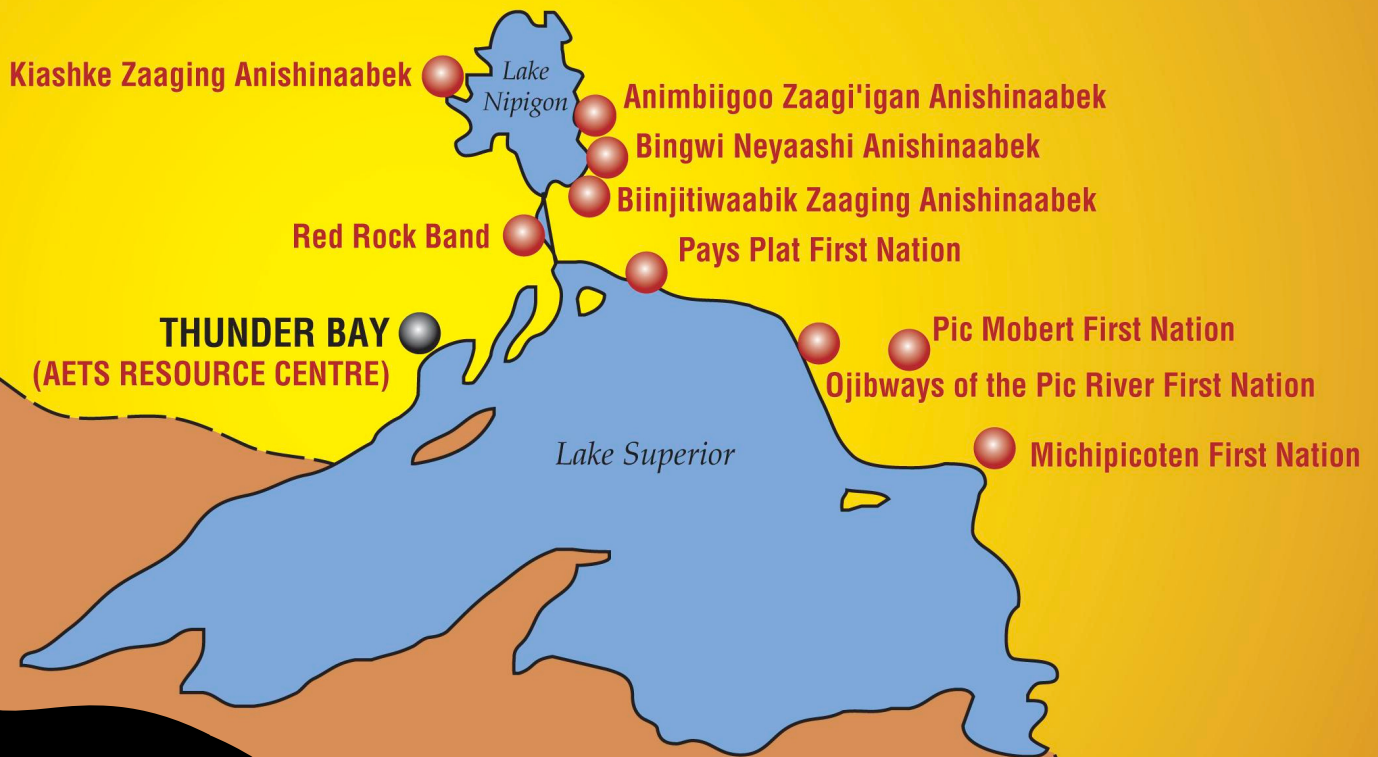 Lake
Nipigon
Kiashke Zaaging Anishinaabek
Animbiigoo Zaagi'igan Anishinaabek
Bingwi Neyaashi Anishinaabek
Biinjitiwaabik Zaaging Anishinaabek
Red Rock Band
Pays Plat First Nation
THUNDER BAY
(AETS RESOURCE CENTRE)
Pic Mobert First Nation
Ojibways of the Pic River First Nation
Lake Superior
Michipicoten First Nation